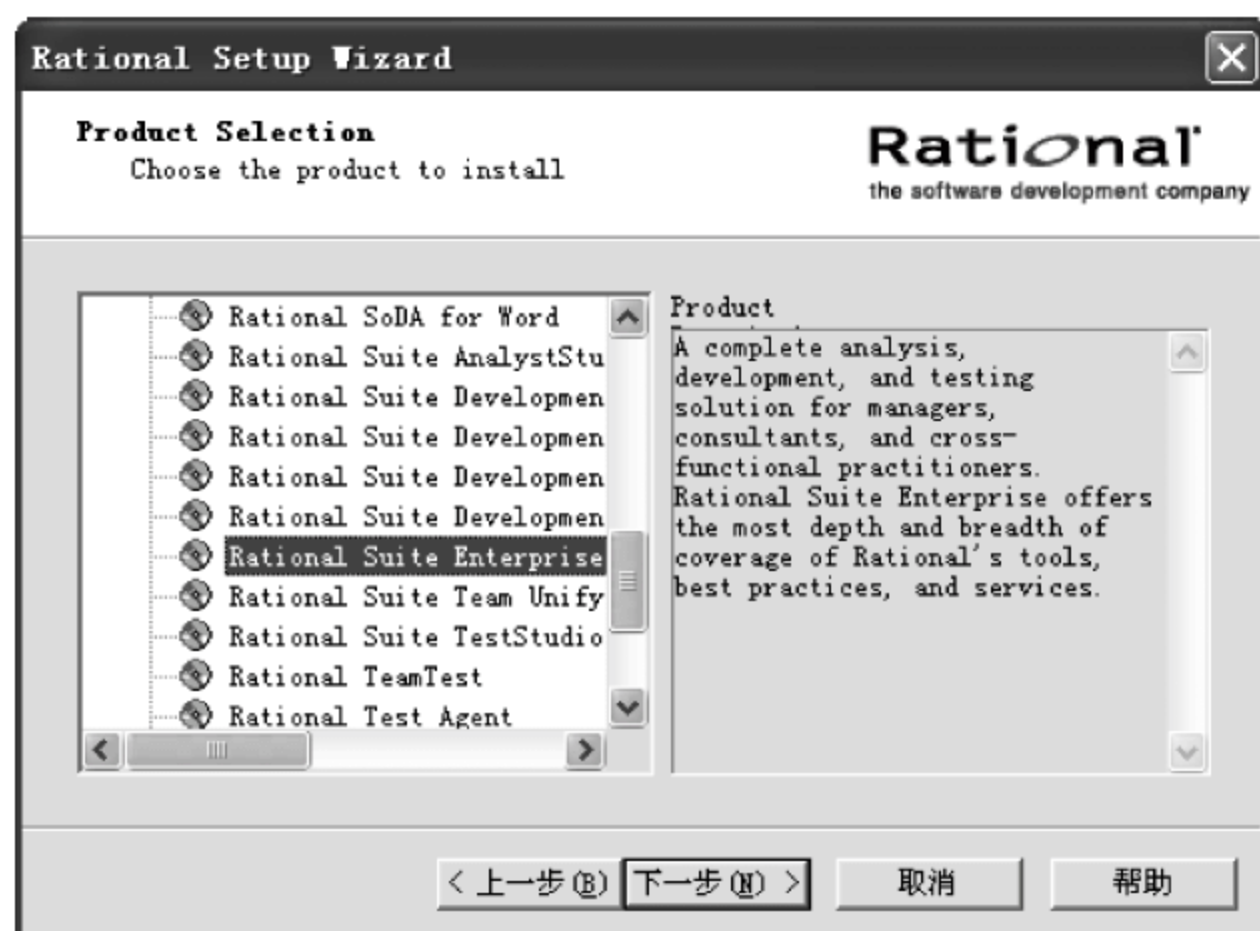 Rational Setup Wizard
Product Selection
Choose the product to install
Rational
the software development company
Rational SoDA for Word
Rational Suite AnalystStu
Rational Suite Developmen
Rational Suite Developmen
Rational Suite Developmen
Rational Suite Developmen
Rational Suite Enterprise
Rational Suite Team Unify
Rational Suite TestStudio
Rational TeamTest
Rational Test Agent
Product
A complete analysis,
development, and testing
solution for managers,
consultants, and cross-
functional practitioners.
Rational Suite Enterprise offers
the most depth and breadth of
coverage of Rational's tools,
best practices, and services.
< 上一步(B)
下一步(N) >
取消
帮助